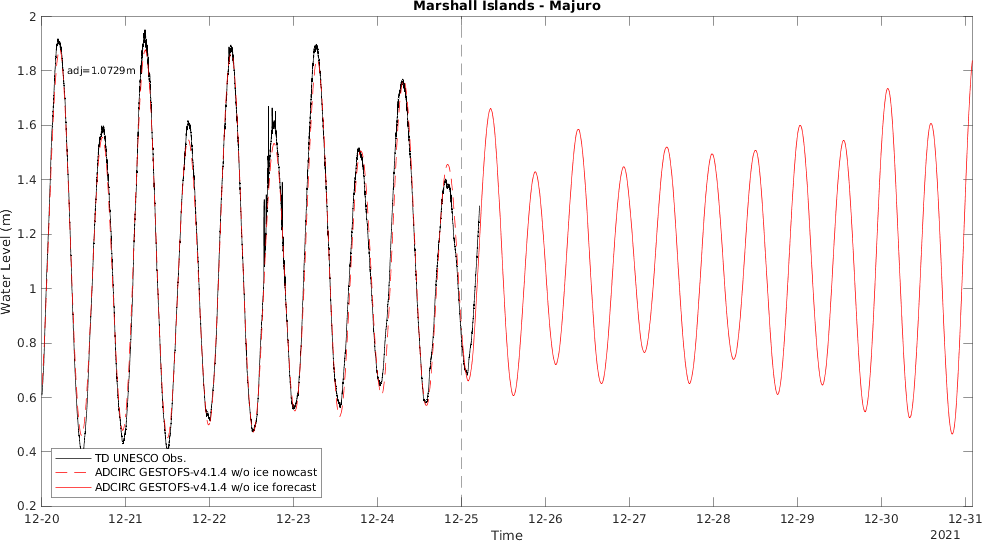 Marshall Islands - Majuro
adj=1.0729m
Water Level (m)
2
1.8
1.6
1.4
1.2
1
0.8
0.6
0.4
0.2
TD UNESCO Obs.
ADCIRC GESTOFS-v4.1.4 w/o ice nowcast
ADCIRC GESTOFS-v4.1.4 w/o ice forecast
12-20 12-21 12-22 12-23 12-24 12-25 12-26 12-27 12-28 12-29 12-30 12-31
Time
2021